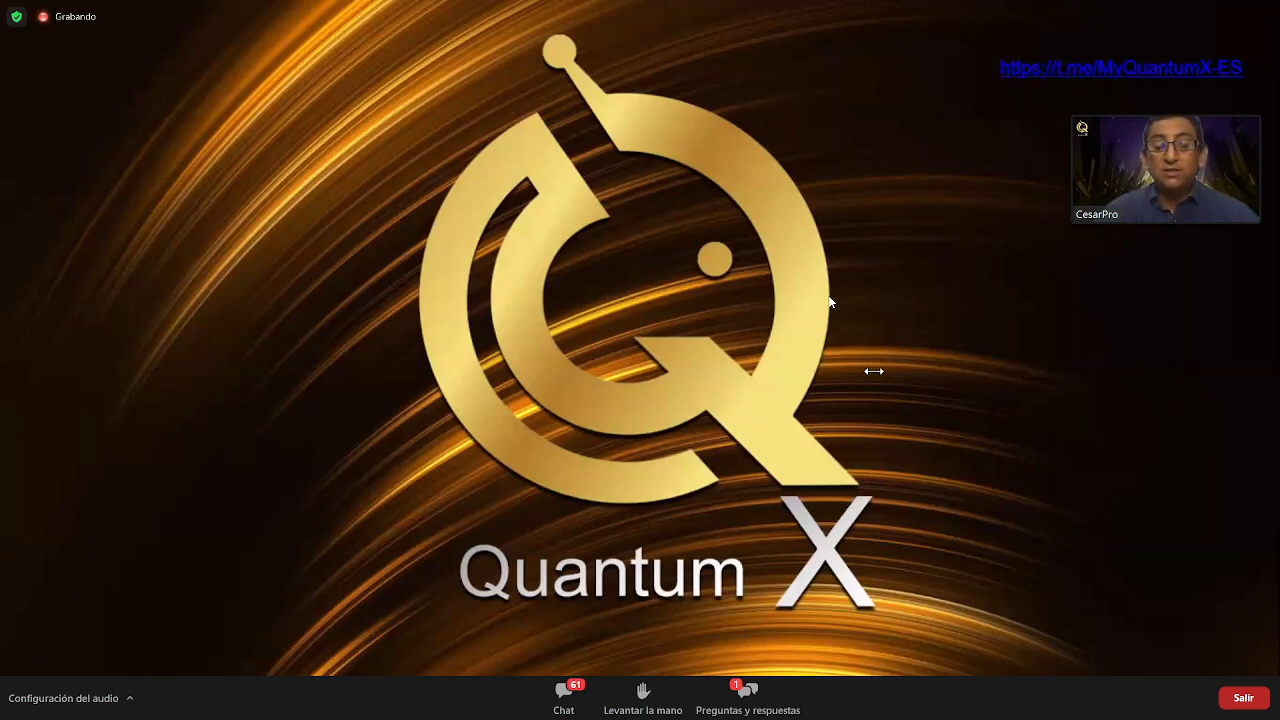 Grabando
https://t.me/MyQuantumX-ES
CesarPro
Quantum X
Configuración del audio
61
Chat
Levantar la mano
1
Preguntas y respuestas
Salir